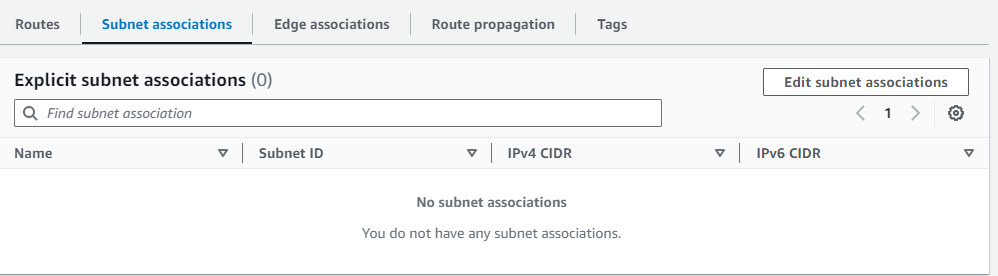 Routes
Subnet associations
Edge associations
Route propagation
Tags
Explicit subnet associations (0)
Edit subnet associations
Find subnet association
1
Name
Subnet ID
IPv4 CIDR
IPv6 CIDR
No subnet associations
You do not have any subnet associations.